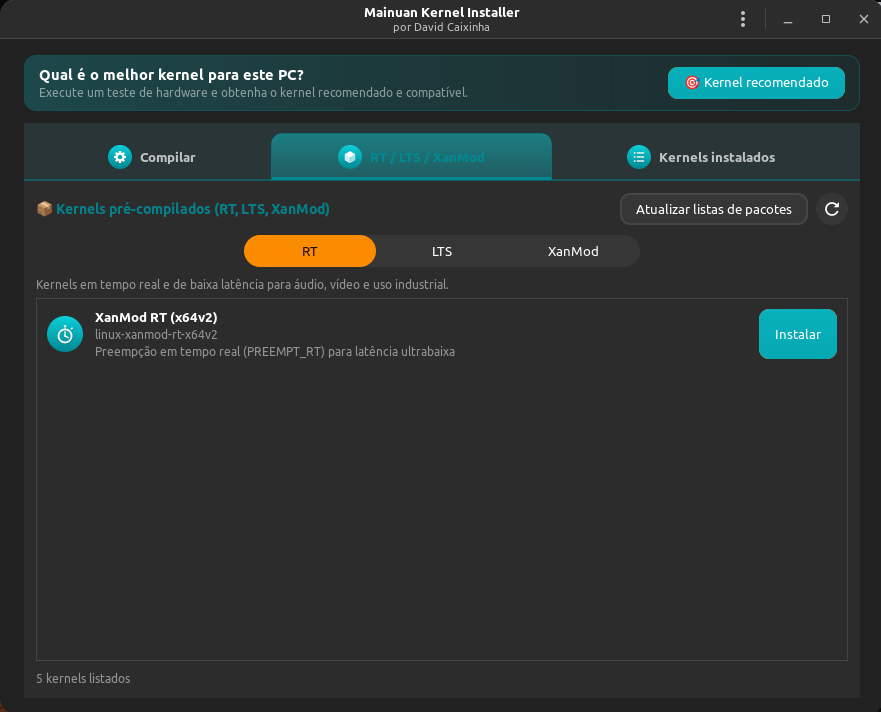 Mainuan Kernel Installer
por David Caixinha
Qual é o melhor kernel para este PC?
Execute um teste de hardware e obtenha o kernel recomendado e compatível.
Kernel recomendado
Compilar
RT / LTS / XanMod
Kernels instalados
Kernels pré-compilados (RT, LTS, XanMod)
Atualizar listas de pacotes
RT
LTS
XanMod
Kernels em tempo real e de baixa latência para áudio, vídeo e uso industrial.
XanMod RT (x64v2)
linux-xanmod-rt-x64v2
Preempção em tempo real (PREEMPT_RT) para latência ultrabaixa
Instalar
5 kernels listados